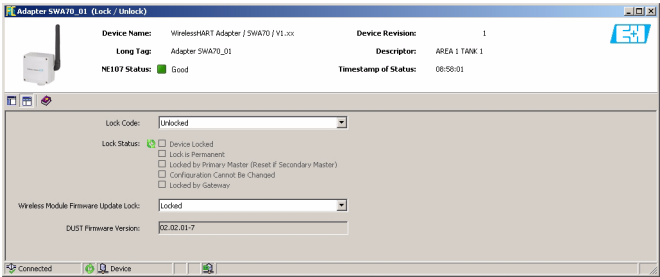 Adapter SWA70_01 (Lock / Unlock)
Device Name: WirelessHART Adapter / SWA70 / V1.xx Device Revision: 1
Long Tag: Adapter SWA70_01 Descriptor: AREA 1 TANK 1
NE107 Status: Good Timestamp of Status: 08:58:01
E+H
Lock Code: Unlocked
Lock Status: Device Locked
Lock is Permanent
Locked by Primary Master (Reset if Secondary Master)
Configuration Cannot Be Changed
Locked by Gateway
Wireless Module Firmware Update Lock: Locked
DUST Firmware Version: 02.02.01-7
Connected Device